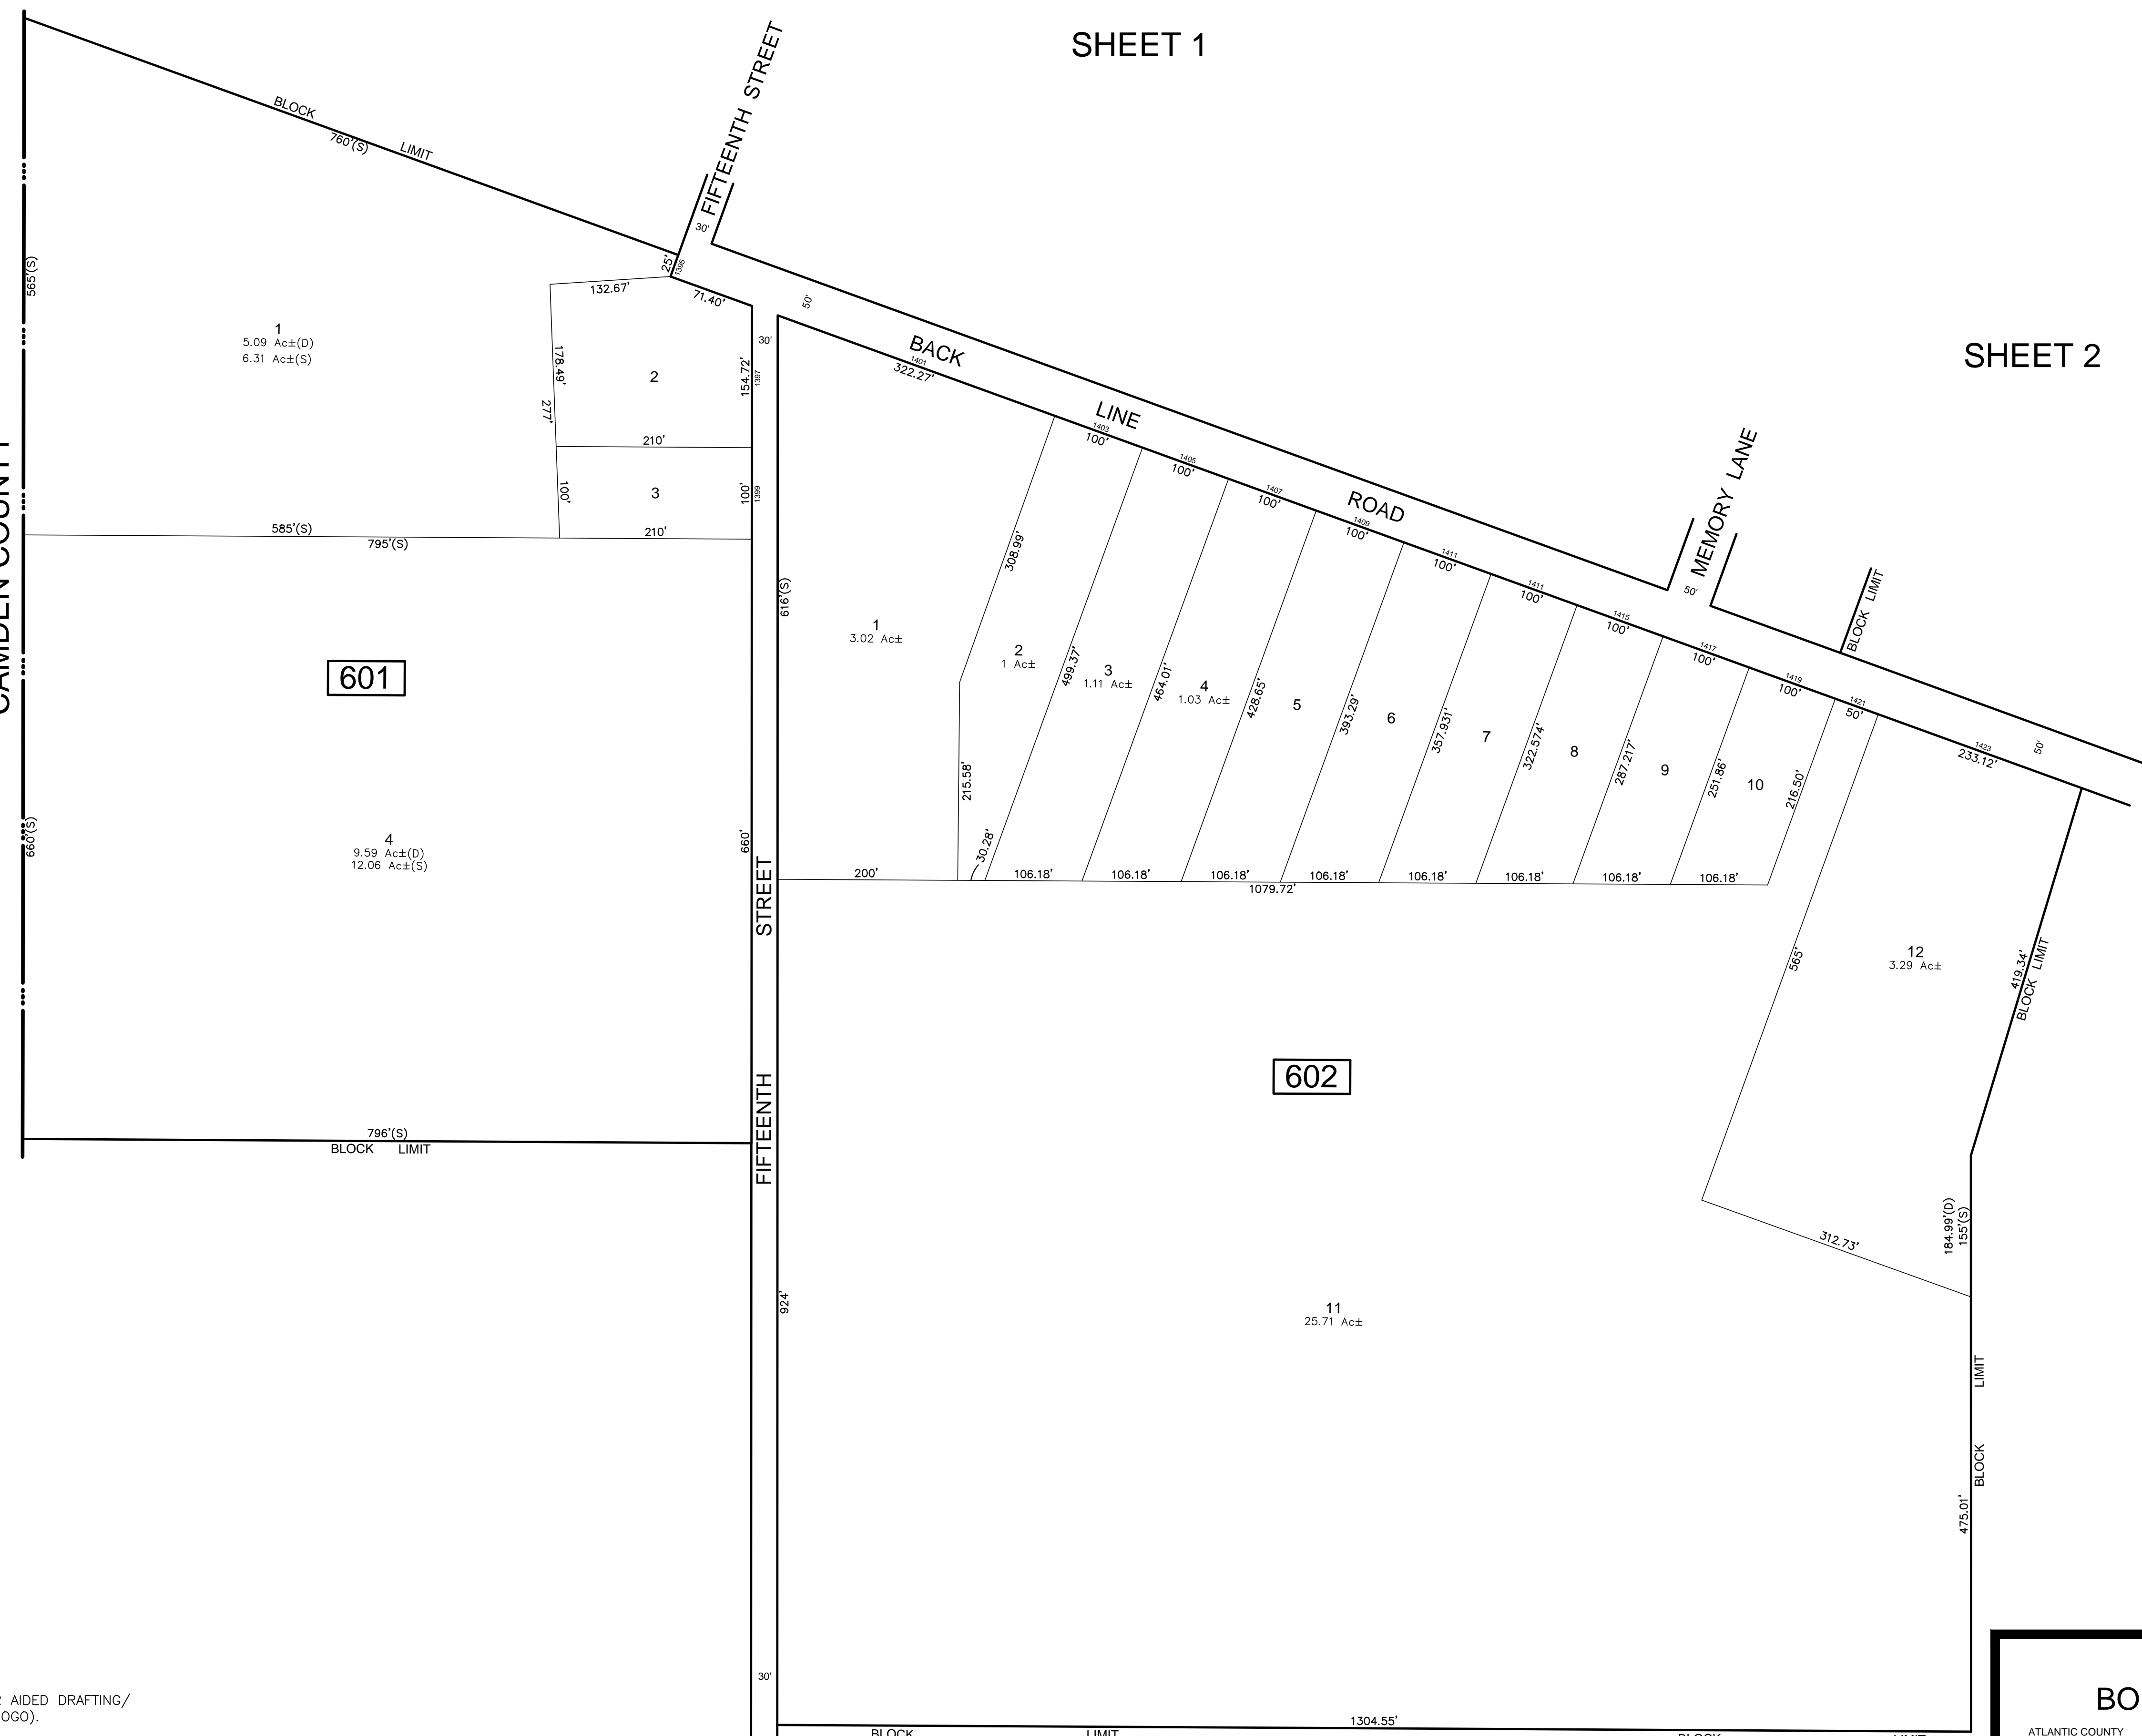 SHEET 1
SHEET 2
CAMDEN COUNTY
FIFTEENTH STREET
BLOCK LIMIT
760'(S)
30'
25'
1395
71.40'
132.67'
565'(S)
1
5.09 Ac±(D)
6.31 Ac±(S)
178.49'
277'
2
154.72'
1397
30'
210'
100'
3
100'
1399
210'
585'(S)
795'(S)
601
660'(S)
4
9.59 Ac±(D)
12.06 Ac±(S)
660'
796'(S)
BLOCK LIMIT
FIFTEENTH STREET
50'
BACK LINE ROAD
1401
322.27'
1403
100'
1405
100'
1407
100'
1409
100'
1411
100'
1411
100'
1415
100'
1417
100'
1419
100'
1421
50'
1423
233.12'
50'
MEMORY LANE
50'
BLOCK LIMIT
616'(S)
1
3.02 Ac±
308.99'
215.58'
2
1 Ac±
499.37'
3
1.11 Ac±
464.01'
4
1.03 Ac±
428.65'
5
393.29'
6
357.931'
7
322.574'
8
287.217'
9
251.86'
10
216.50'
200'
30.28'
106.18'
106.18'
106.18'
106.18'
106.18'
106.18'
106.18'
106.18'
1079.72'
565'
12
3.29 Ac±
419.34'
BLOCK LIMIT
602
184.99'(D)
155'(S)
312.73'
924'
11
25.71 Ac±
BLOCK LIMIT
475.01'
30'
1304.55'
BLOCK LIMIT
BLOCK LIMIT
AIDED DRAFTING/
OGO).
BO
ATLANTIC COUNTY